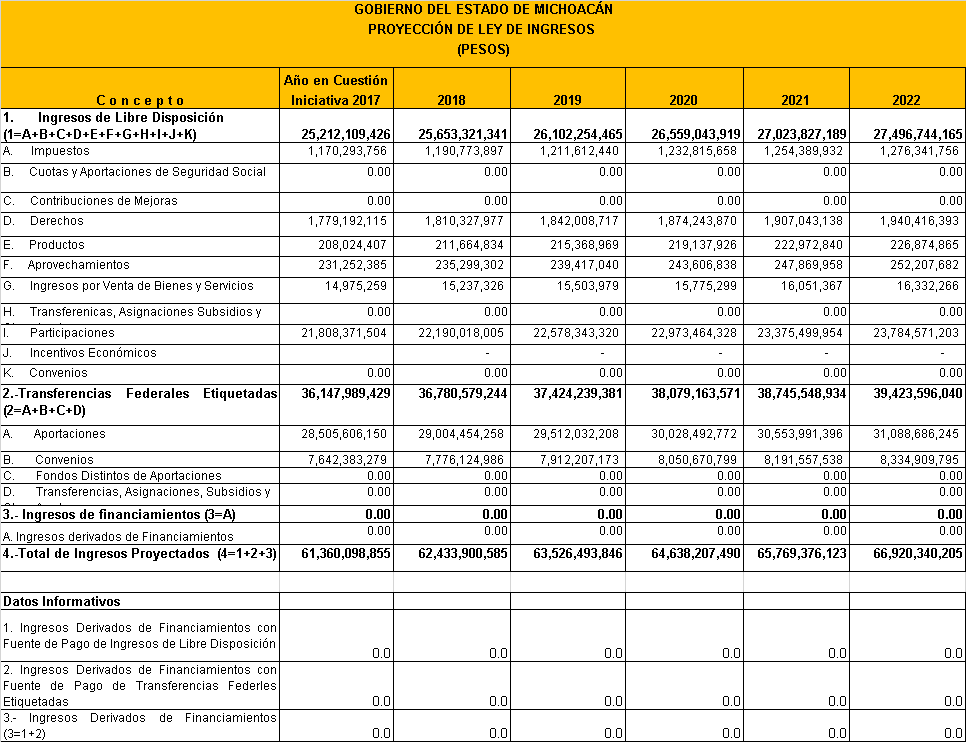 GOBIERNO DEL ESTADO DE MICHOACÁN
PROYECCIÓN DE LEY DE INGRESOS
(PESOS)
C o n c e p t o Año en Cuestión Iniciativa 2017 2018 2019 2020 2021 2022
1. Ingresos de Libre Disposición
(1=A+B+C+D+E+F+G+H+I+J+K) 25,212,109,426 25,653,321,341 26,102,254,465 26,559,043,919 27,023,827,189 27,496,744,165
A. Impuestos 1,170,293,756 1,190,773,897 1,211,612,440 1,232,815,658 1,254,389,932 1,276,341,756
B. Cuotas y Aportaciones de Seguridad Social 0.00 0.00 0.00 0.00 0.00 0.00
C. Contribuciones de Mejoras 0.00 0.00 0.00 0.00 0.00 0.00
D. Derechos 1,779,192,115 1,810,327,977 1,842,008,717 1,874,243,870 1,907,043,138 1,940,416,393
E. Productos 208,024,407 211,664,834 215,368,969 219,137,926 222,972,840 226,874,865
F. Aprovechamientos 231,252,385 235,299,302 239,417,040 243,606,838 247,869,958 252,207,682
G. Ingresos por Venta de Bienes y Servicios 14,975,259 15,237,326 15,503,979 15,775,299 16,051,367 16,332,266
H. Transferenicas, Asignaciones Subsidios y 0.00 0.00 0.00 0.00 0.00 0.00
I. Participaciones 21,808,371,504 22,190,018,005 22,578,343,320 22,973,464,328 23,375,499,954 23,784,571,203
J. Incentivos Económicos - - - - -
K. Convenios 0.00 0.00 0.00 0.00 0.00 0.00
2.-Transferencias Federales Etiquetadas 36,147,989,429 36,780,579,244 37,424,239,381 38,079,163,571 38,745,548,934 39,423,596,040
(2=A+B+C+D)
A. Aportaciones 28,505,606,150 29,004,454,258 29,512,032,208 30,028,492,772 30,553,991,396 31,088,686,245
B. Convenios 7,642,383,279 7,776,124,986 7,912,207,173 8,050,670,799 8,191,557,538 8,334,909,795
C. Fondos Distintos de Aportaciones 0.00 0.00 0.00 0.00 0.00 0.00
D. Transferencias, Asignaciones, Subsidios y 0.00 0.00 0.00 0.00 0.00 0.00
3.- Ingresos de financiamientos (3=A) 0.00 0.00 0.00 0.00 0.00 0.00
A. Ingresos derivados de Financiamientos 0.00 0.00 0.00 0.00 0.00 0.00
4.-Total de Ingresos Proyectados (4=1+2+3) 61,360,098,855 62,433,900,585 63,526,493,846 64,638,207,490 65,769,376,123 66,920,340,205
Datos Informativos
1. Ingresos Derivados de Financiamientos con
Fuente de Pago de Ingresos de Libre Disposición 0.0 0.0 0.0 0.0 0.0 0.0
2. Ingresos Derivados de Financiamientos con
Fuente de Pago de Transferencias Federles
Etiquetadas 0.0 0.0 0.0 0.0 0.0 0.0
3.- Ingresos Derivados de Financiamientos
(3=1+2) 0.0 0.0 0.0 0.0 0.0 0.0